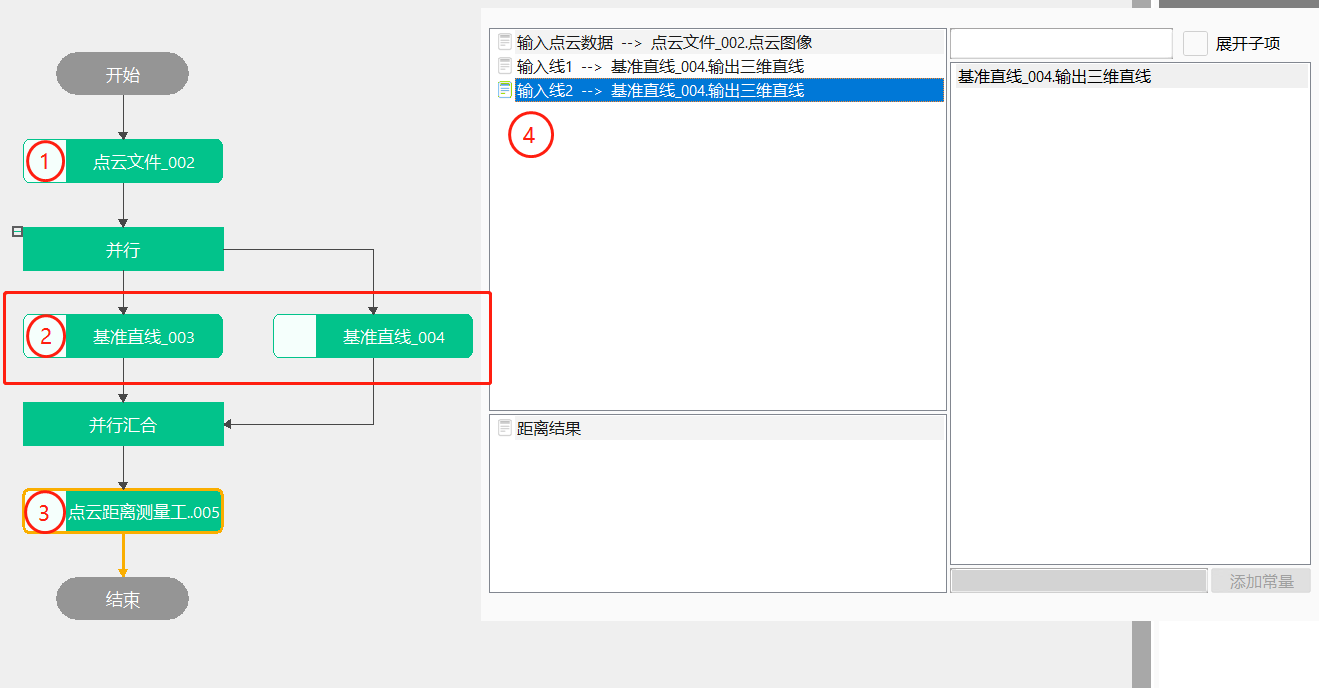 开始
1
点云文件_002
并行
2
基准直线_003
基准直线_004
并行汇合
3
点云距离测量工..005
结束
输入点云数据 --> 点云文件_002.点云图像
输入线1 --> 基准直线_004.输出三维直线
输入线2 --> 基准直线_004.输出三维直线
4
距离结果
展开子项
基准直线_004.输出三维直线
添加常量